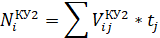 N_i^{КУ2} = ∑ V_{ij}^{КУ2} * t_j